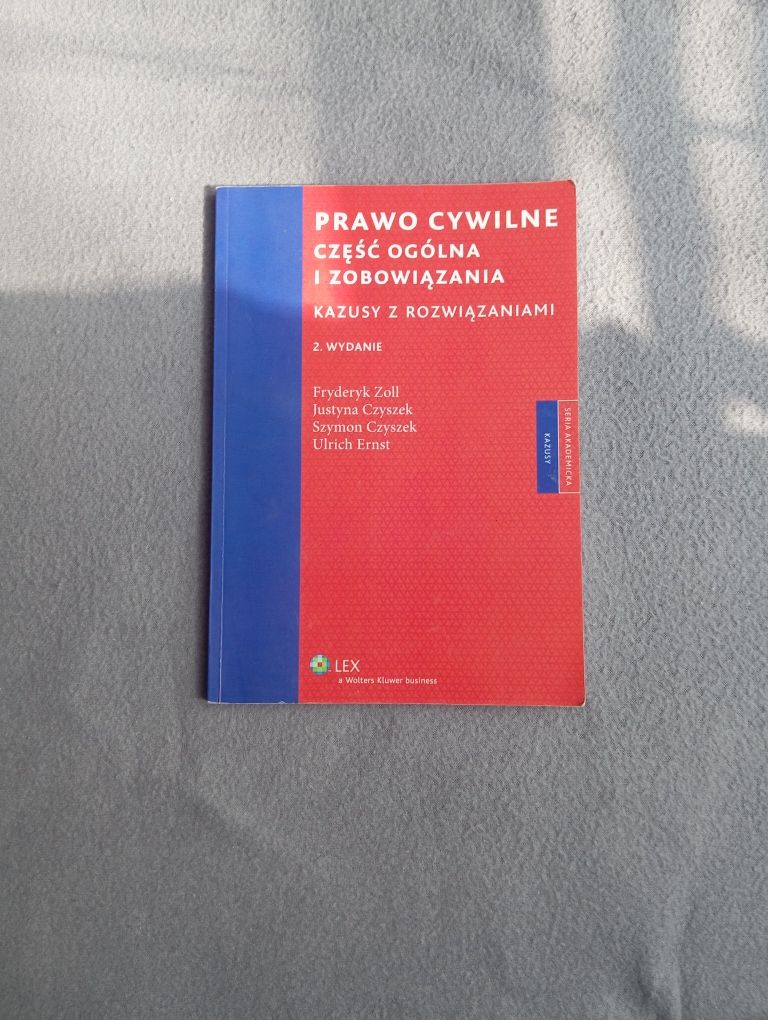 PRAWO CYWILNE
CZĘŚĆ OGÓLNA
I ZOBOWIĄZANIA
KAZUSY Z ROZWIĄZANIAMI
2. WYDANIE
Fryderyk Zoll
Justyna Czyszek
Szymon Czyszek
Ulrich Ernst
SERIA AKADEMICKA
KAZUSY
LEX
a Wolters Kluwer business